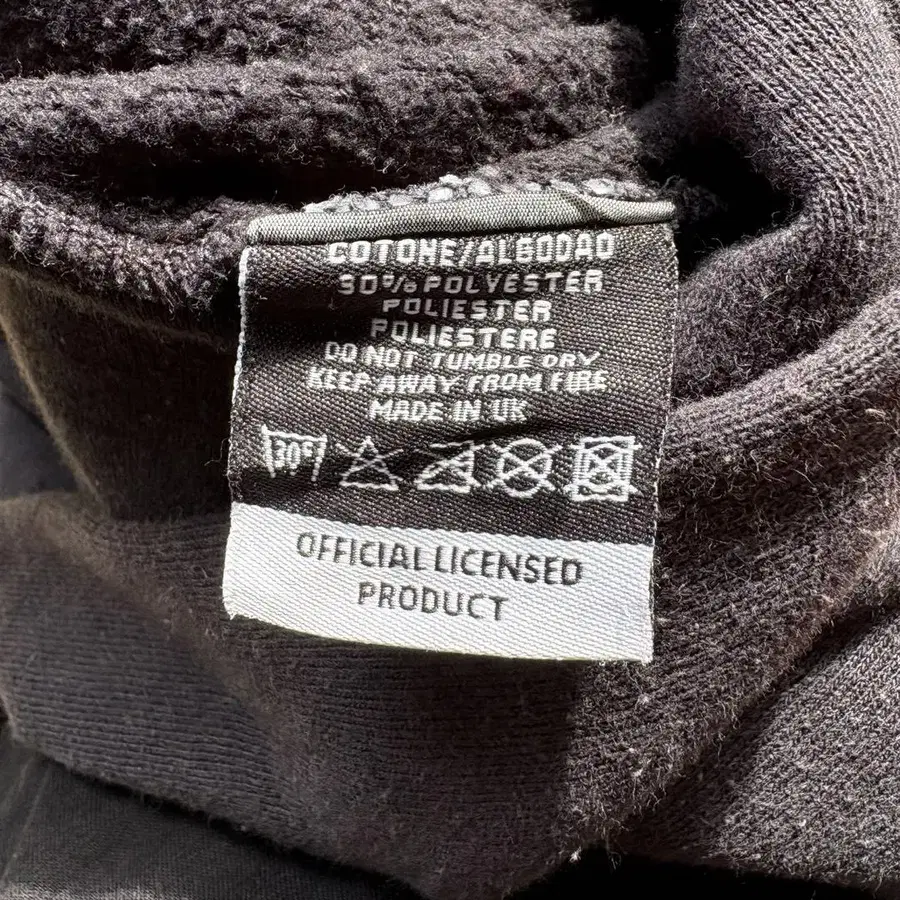 COTONE/ALGODAO
30% POLYESTER
POLIESTER
POLIESTERE
DO NOT TUMBLE DRY
KEEP AWAY FROM FIRE
MADE IN UK
30°
OFFICIAL LICENSED
PRODUCT